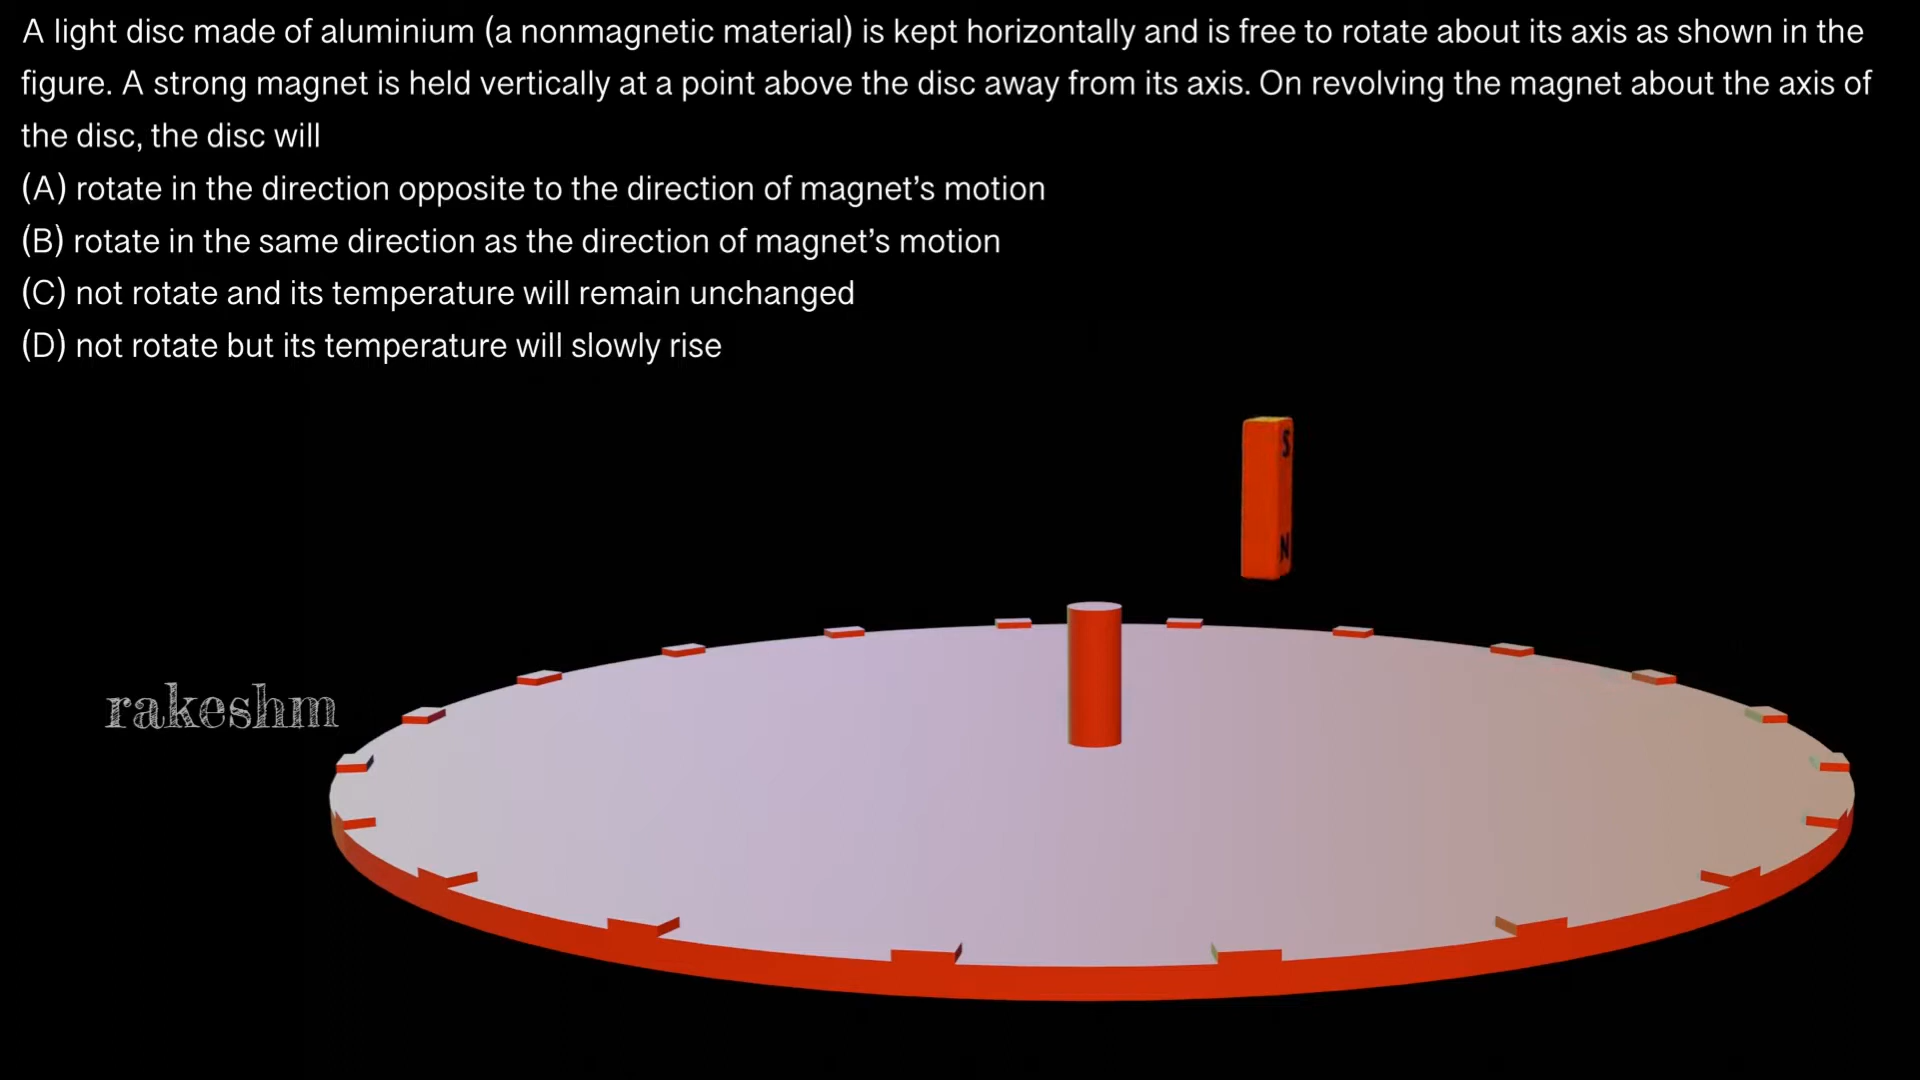 A light disc made of aluminium (a nonmagnetic material) is kept horizontally and is free to rotate about its axis as shown in the
figure. A strong magnet is held vertically at a point above the disc away from its axis. On revolving the magnet about the axis of
the disc, the disc will
(A) rotate in the direction opposite to the direction of magnet’s motion
(B) rotate in the same direction as the direction of magnet’s motion
(C) not rotate and its temperature will remain unchanged
(D) not rotate but its temperature will slowly rise
S
N
rakeshm